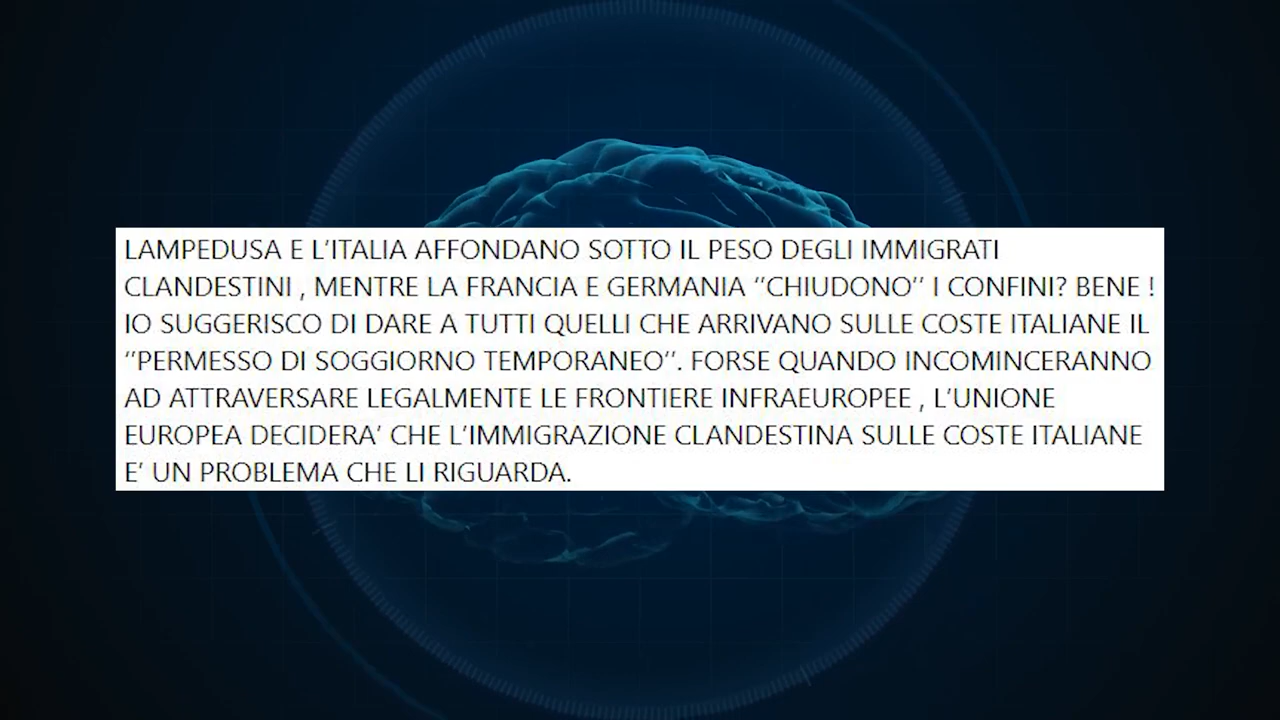 LAMPEDUSA E L'ITALIA AFFONDANO SOTTO IL PESO DEGLI IMMIGRATI
CLANDESTINI , MENTRE LA FRANCIA E GERMANIA ‘‘CHIUDONO’’ I CONFINI? BENE !
IO SUGGERISCO DI DARE A TUTTI QUELLI CHE ARRIVANO SULLE COSTE ITALIANE IL
‘‘PERMESSO DI SOGGIORNO TEMPORANEO’’. FORSE QUANDO INCOMINCERANNO
AD ATTRAVERSARE LEGALMENTE LE FRONTIERE INFRAEUROPEE , L'UNIONE
EUROPEA DECIDERA' CHE L'IMMIGRAZIONE CLANDESTINA SULLE COSTE ITALIANE
E' UN PROBLEMA CHE LI RIGUARDA.